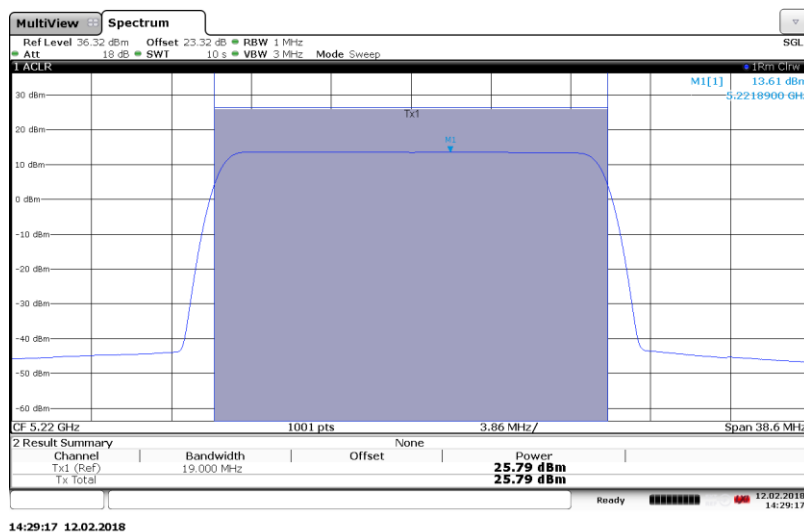 MultiView Spectrum
Ref Level 36.32 dBm Offset 23.32 dB RBW 1 MHz SGL
Att 18 dB SWT 10 s VBW 3 MHz Mode Sweep
1 ACLR 1Rm Clrw
M1[1] 13.61 dBm
5.2218900 GHz
30 dBm
Tx1
20 dBm
M1
10 dBm
0 dBm
-10 dBm
-20 dBm
-30 dBm
-40 dBm
-50 dBm
-60 dBm
CF 5.22 GHz 1001 pts 3.86 MHz/ Span 38.6 MHz
2 Result Summary None
Channel Bandwidth Offset Power
Tx1 (Ref) 19.000 MHz 25.79 dBm
Tx Total 25.79 dBm
Ready 12.02.2018
14:29:17
14:29:17 12.02.2018